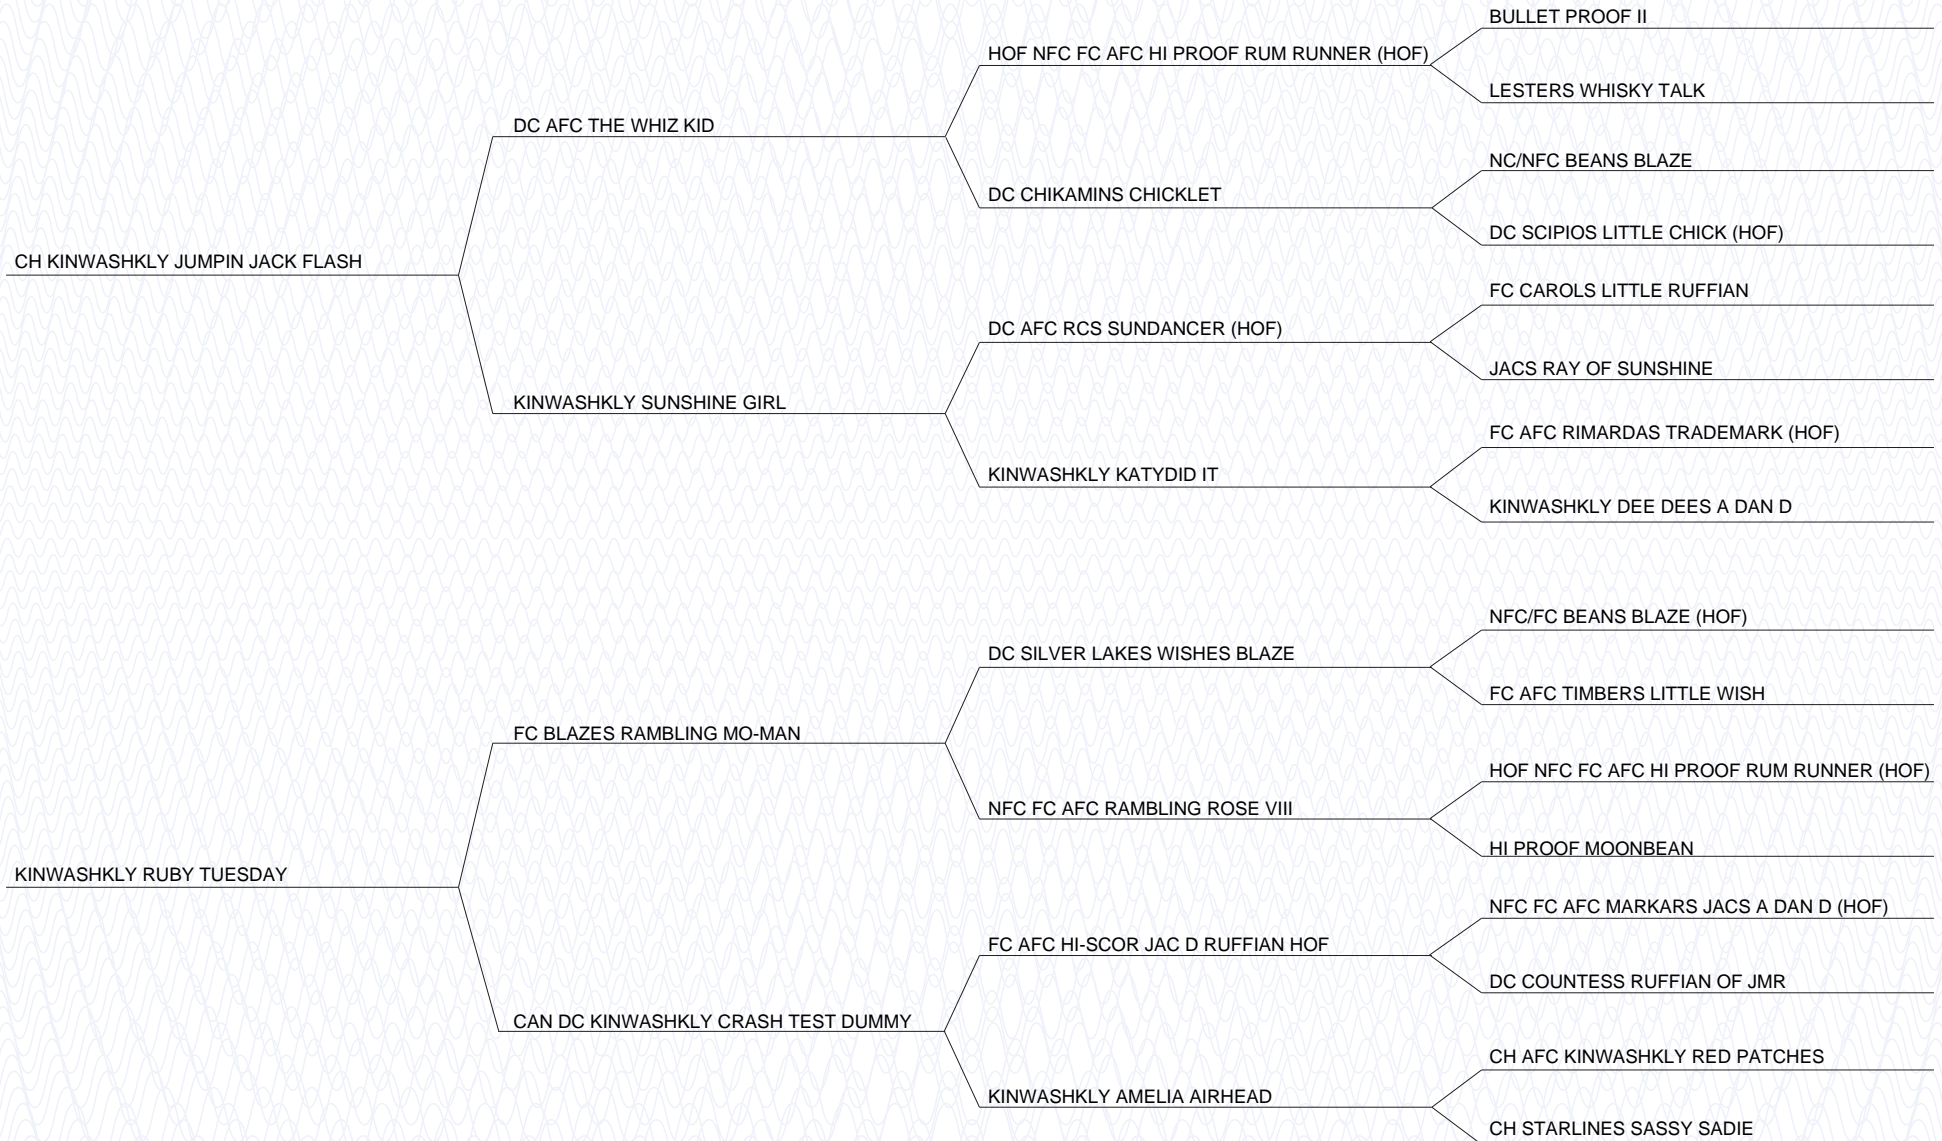 BULLET PROOF II
HOF NFC FC AFC HI PROOF RUM RUNNER (HOF)
LESTERS WHISKY TALK
DC AFC THE WHIZ KID
NC/NFC BEANS BLAZE
DC CHIKAMINS CHICKLET
DC SCIPIOS LITTLE CHICK (HOF)
CH KINWASHKLY JUMPIN JACK FLASH
FC CAROLS LITTLE RUFFIAN
DC AFC RCS SUNDANCER (HOF)
JACS RAY OF SUNSHINE
KINWASHKLY SUNSHINE GIRL
FC AFC RIMARDAS TRADEMARK (HOF)
KINWASHKLY KATYDID IT
KINWASHKLY DEE DEES A DAN D
NFC/FC BEANS BLAZE (HOF)
DC SILVER LAKES WISHES BLAZE
FC AFC TIMBERS LITTLE WISH
FC BLAZES RAMBLING MO-MAN
HOF NFC FC AFC HI PROOF RUM RUNNER (HOF)
NFC FC AFC RAMBLING ROSE VIII
HI PROOF MOONBEAN
KINWASHKLY RUBY TUESDAY
NFC FC AFC MARKARS JACS A DAN D (HOF)
FC AFC HI-SCOR JAC D RUFFIAN HOF
DC COUNTESS RUFFIAN OF JMR
CAN DC KINWASHKLY CRASH TEST DUMMY
CH AFC KINWASHKLY RED PATCHES
KINWASHKLY AMELIA AIRHEAD
CH STARLINES SASSY SADIE